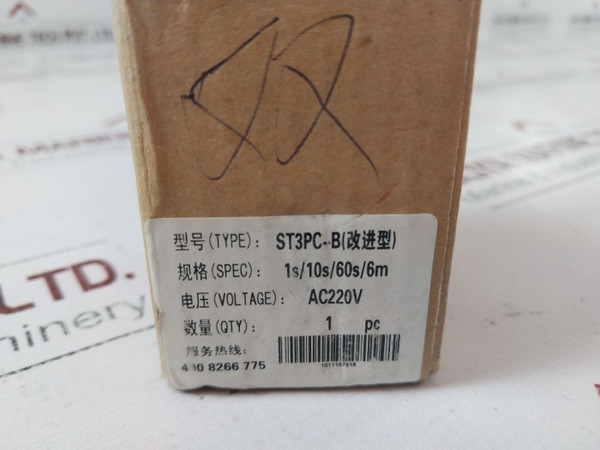 双
型号(TYPE): ST3PC-B(改进型)
规格(SPEC): 1s/10s/60s/6m
电压(VOLTAGE): AC220V
数量(QTY): 1 pc
服务热线:
400 8266 775
LTD.